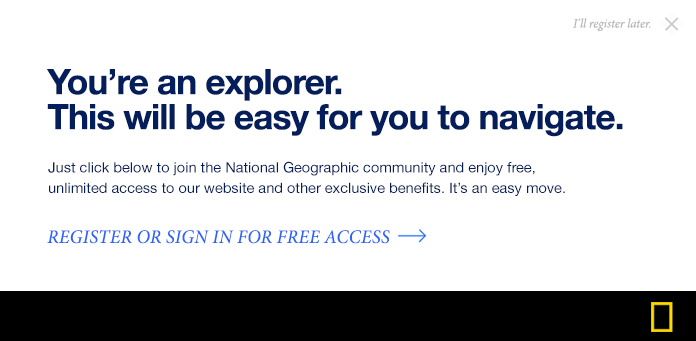 I'll register later.
You're an explorer.
This will be easy for you to navigate.
Just click below to join the National Geographic community and enjoy free,
unlimited access to our website and other exclusive benefits. It's an easy move.
REGISTER OR SIGN IN FOR FREE ACCESS